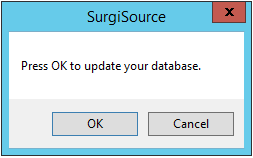 SurgiSource
Press OK to update your database.
OK
Cancel